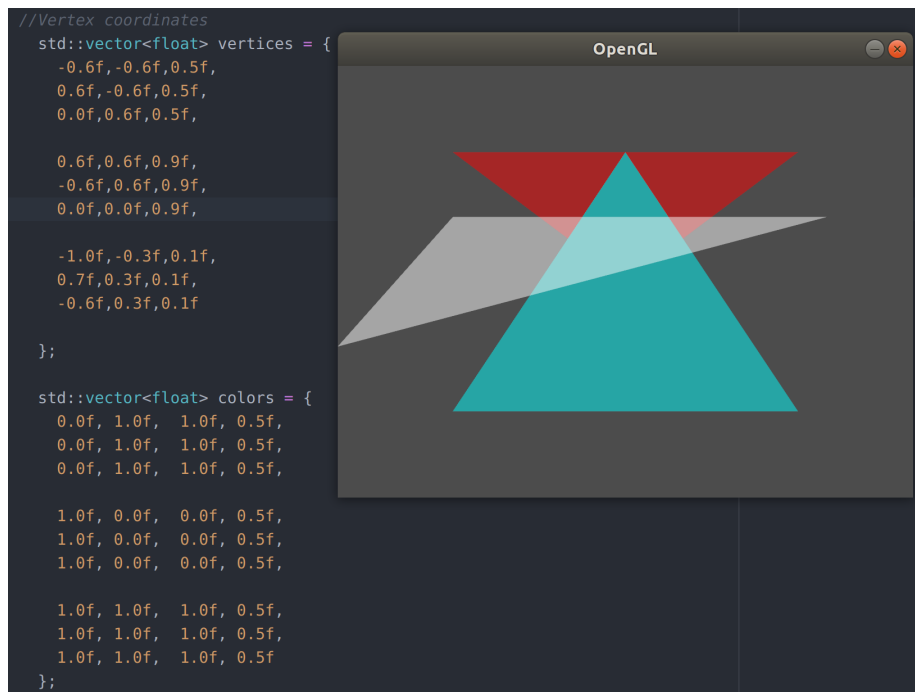 //Vertex coordinates
std::vector<float> vertices = {
-0.6f,-0.6f,0.5f,
0.6f,-0.6f,0.5f,
0.0f,0.6f,0.5f,
0.6f,0.6f,0.9f,
-0.6f,0.6f,0.9f,
0.0f,0.0f,0.9f,
-1.0f,-0.3f,0.1f,
0.7f,0.3f,0.1f,
-0.6f,0.3f,0.1f
};
std::vector<float> colors = {
0.0f, 1.0f,  1.0f, 0.5f,
0.0f, 1.0f,  1.0f, 0.5f,
0.0f, 1.0f,  1.0f, 0.5f,
1.0f, 0.0f,  0.0f, 0.5f,
1.0f, 0.0f,  0.0f, 0.5f,
1.0f, 0.0f,  0.0f, 0.5f,
1.0f, 1.0f,  1.0f, 0.5f,
1.0f, 1.0f,  1.0f, 0.5f,
1.0f, 1.0f,  1.0f, 0.5f
};
OpenGL